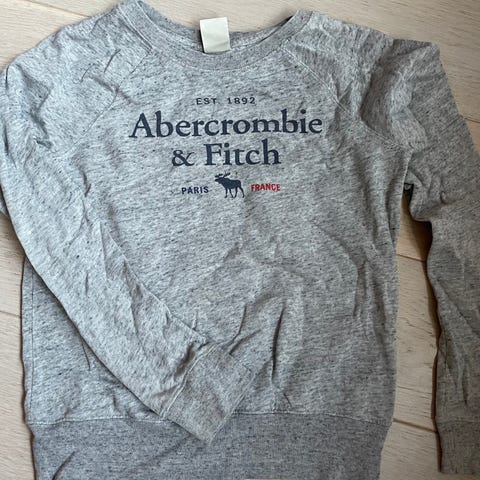 EST. 1892
Abercrombie
& Fitch
PARIS FRANCE